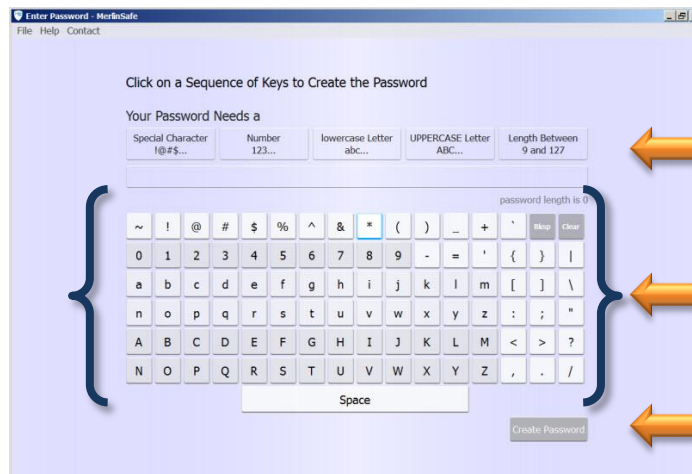 Enter Password - MerlinSafe
File Help Contact
Click on a Sequence of Keys to Create the Password
Your Password Needs a
Special Character Number lowercase Letter UPPERCASE Letter Length Between
!@#$... 123... abc... ABC... 9 and 127
password length is 0
~ ! @ # $ % ^ & * ( ) _ + ` Bksp Clear
0 1 2 3 4 5 6 7 8 9 - = ' { } |
a b c d e f g h i j k l m [ ] \
n o p q r s t u v w x y z : ; "
A B C D E F G H I J K L M < > ?
N O P Q R S T U V W X Y Z , . /
Space
Create Password